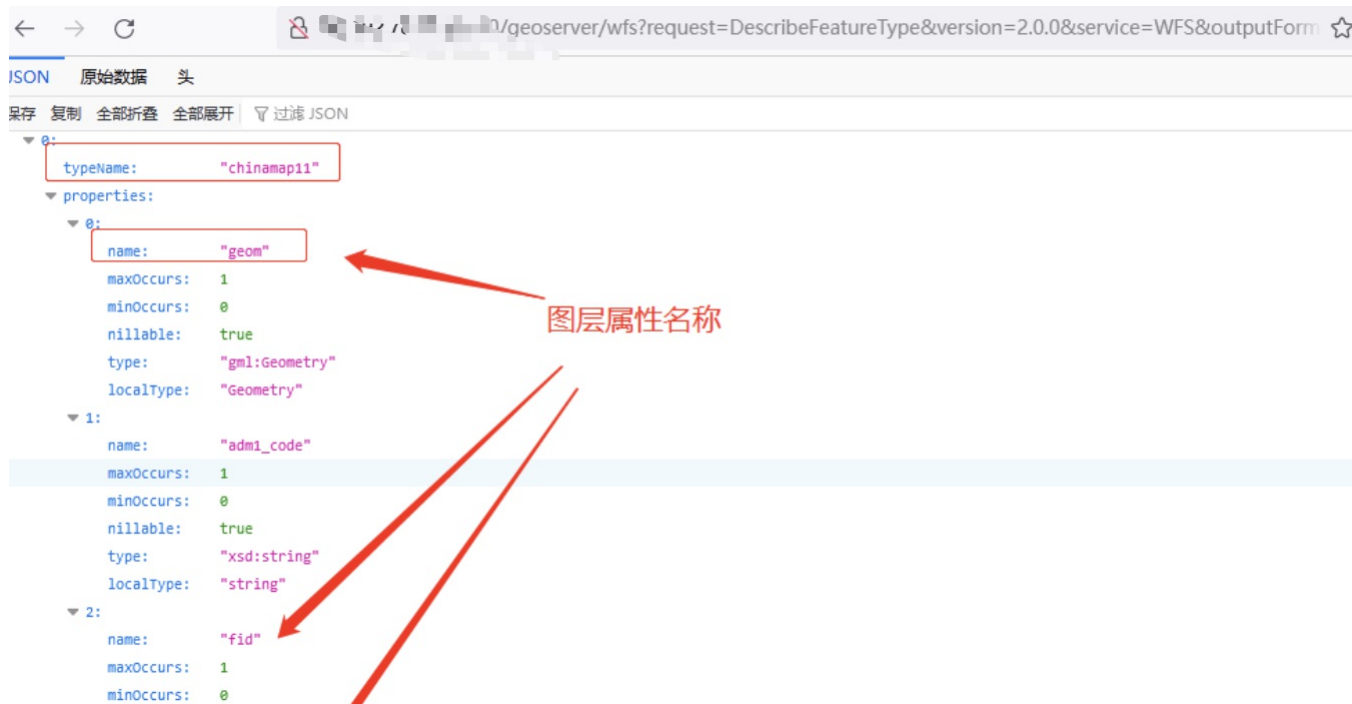 /geoserver/wfs?request=DescribeFeatureType&version=2.0.0&service=WFS&outputForm
JSON 原始数据 头
保存 复制 全部折叠 全部展开 过滤 JSON
0:
typeName: "chinamap11"
properties:
0:
name: "geom"
maxOccurs: 1
minOccurs: 0
nillable: true
图层属性名称
type: "gml:Geometry"
localType: "Geometry"
1:
name: "adm1_code"
maxOccurs: 1
minOccurs: 0
nillable: true
type: "xsd:string"
localType: "string"
2:
name: "fid"
maxOccurs: 1
minOccurs: 0